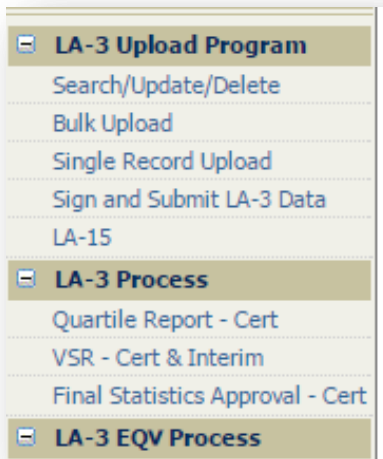 LA-3 Upload Program
Search/Update/Delete
Bulk Upload
Single Record Upload
Sign and Submit LA-3 Data
LA-15
LA-3 Process
Quartile Report - Cert
VSR - Cert & Interim
Final Statistics Approval - Cert
LA-3 EQV Process